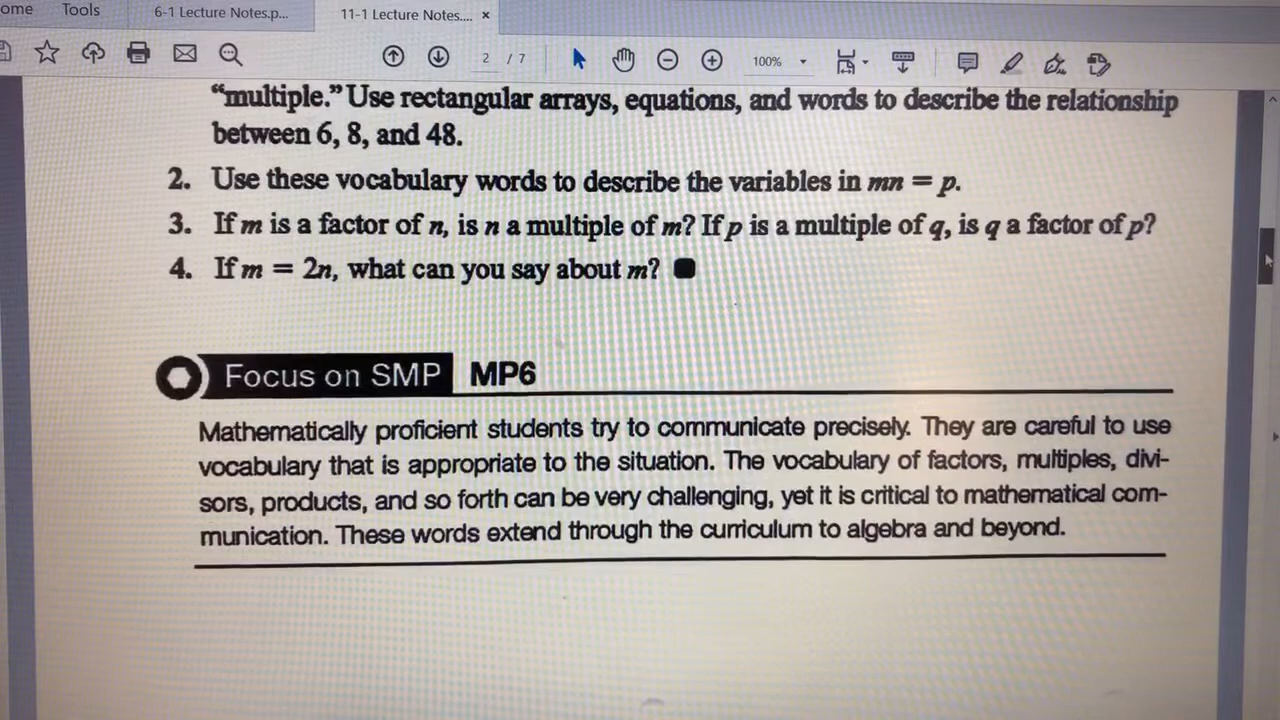 ome Tools 6-1 Lecture Notes.p... 11-1 Lecture Notes.... ×
2 / 7 100%
“multiple.” Use rectangular arrays, equations, and words to describe the relationship
between 6, 8, and 48.
2. Use these vocabulary words to describe the variables in mn = p.
3. If m is a factor of n, is n a multiple of m? If p is a multiple of q, is q a factor of p?
4. If m = 2n, what can you say about m?
Focus on SMP MP6
Mathematically proficient students try to communicate precisely. They are careful to use
vocabulary that is appropriate to the situation. The vocabulary of factors, multiples, divi-
sors, products, and so forth can be very challenging, yet it is critical to mathematical com-
munication. These words extend through the curriculum to algebra and beyond.